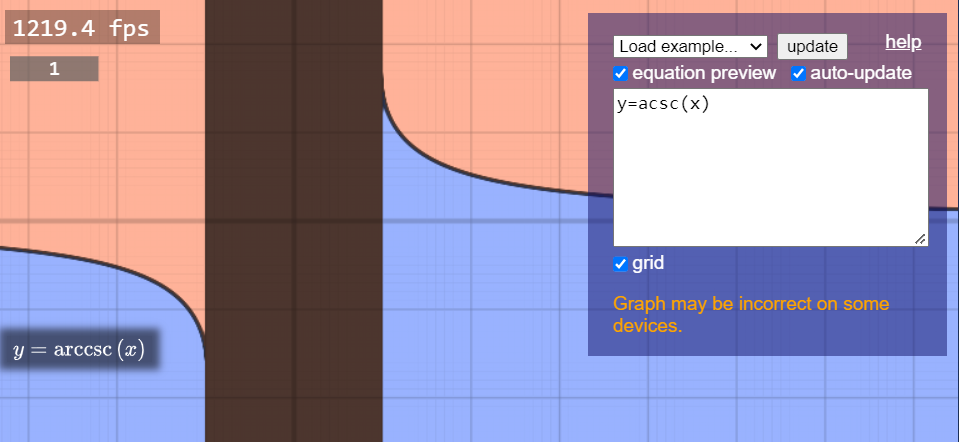 1219.4 fps
1
Load example...
update
help
equation preview
auto-update
y=acsc(x)
grid
Graph may be incorrect on some
devices.
y = arccsc (x)